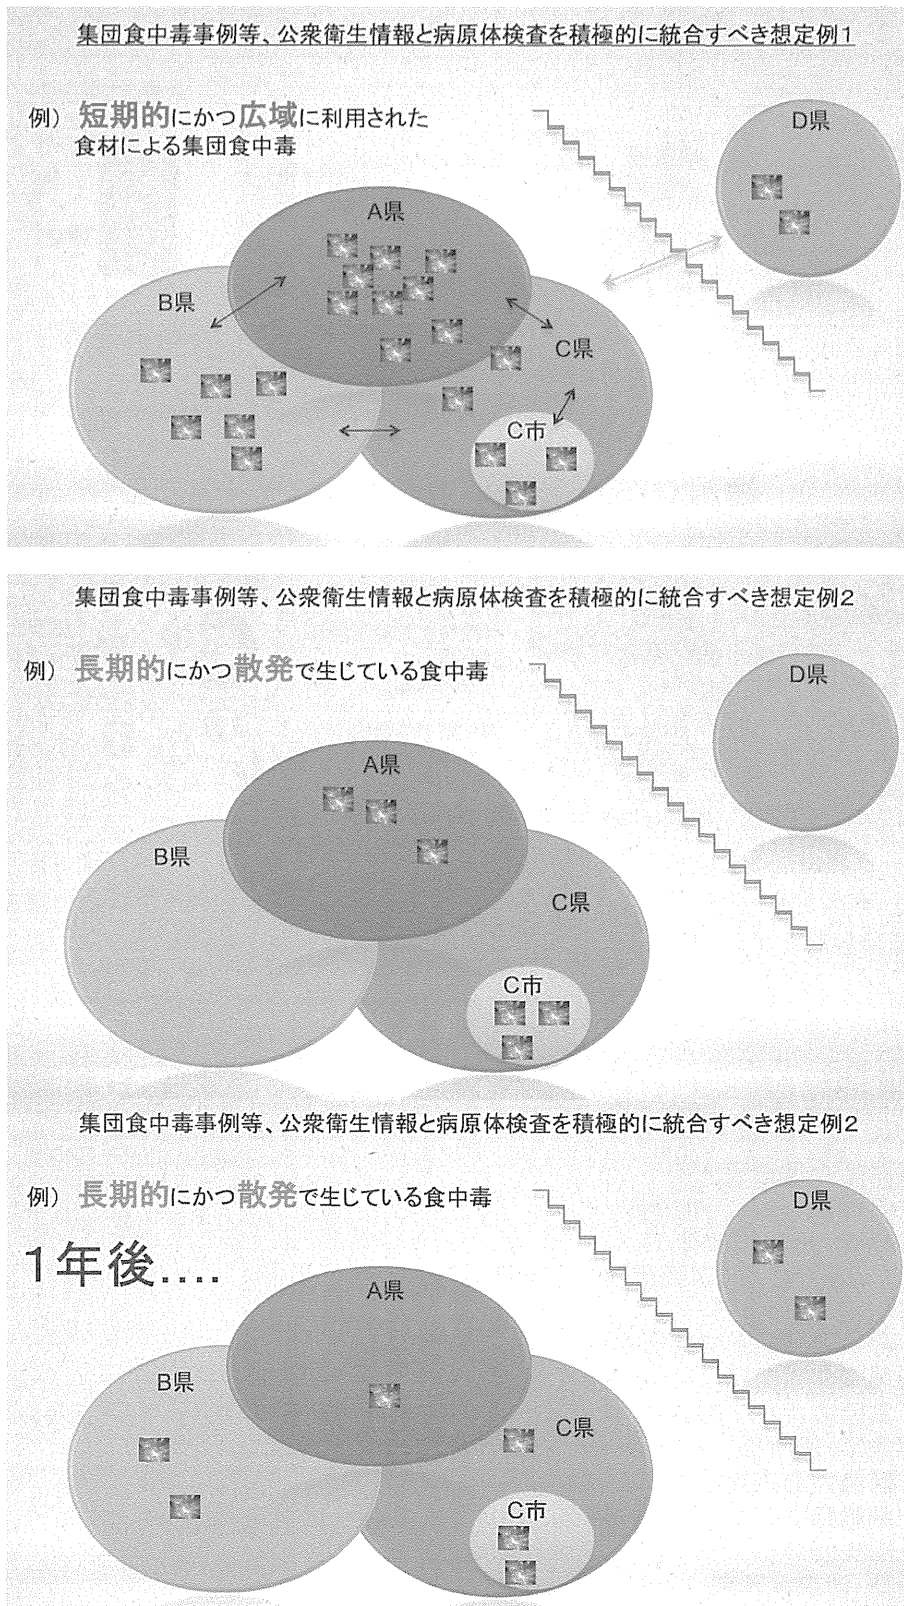 集団食中毒事例等、公衆衛生情報と病原体検査を積極的に統合すべき想定例1
例） 短期的にかつ広域に利用された
食材による集団食中毒
D県
A県
B県
C県
C市
集団食中毒事例等、公衆衛生情報と病原体検査を積極的に統合すべき想定例2
例） 長期的にかつ散発で生じている食中毒
D県
A県
B県
C県
C市
集団食中毒事例等、公衆衛生情報と病原体検査を積極的に統合すべき想定例2
例） 長期的にかつ散発で生じている食中毒
D県
1年後....
A県
B県
C県
C市